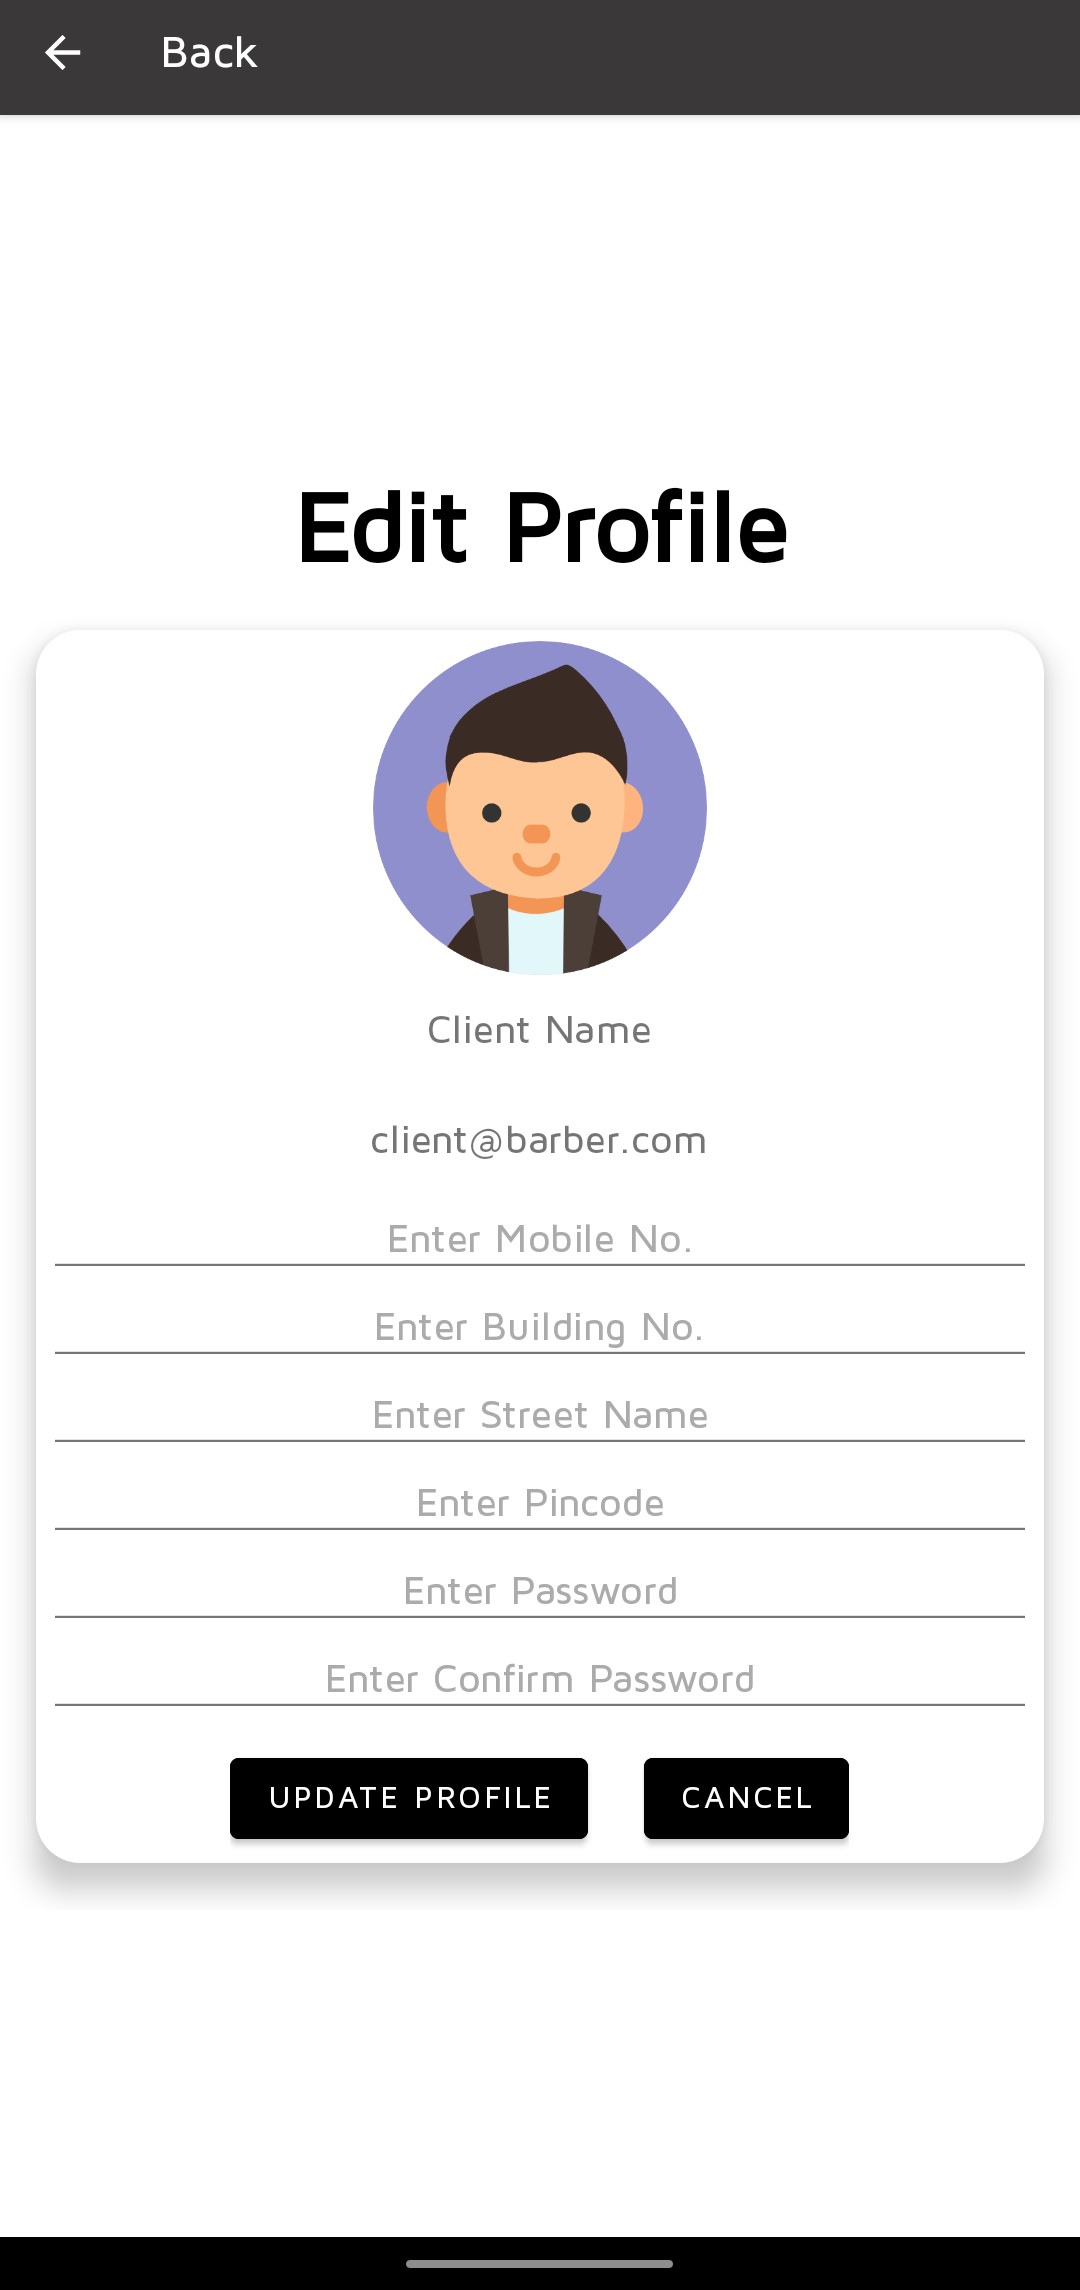 Back
Edit Profile
Client Name
client@barber.com
Enter Mobile No.
Enter Building No.
Enter Street Name
Enter Pincode
Enter Password
Enter Confirm Password
UPDATE PROFILE CANCEL